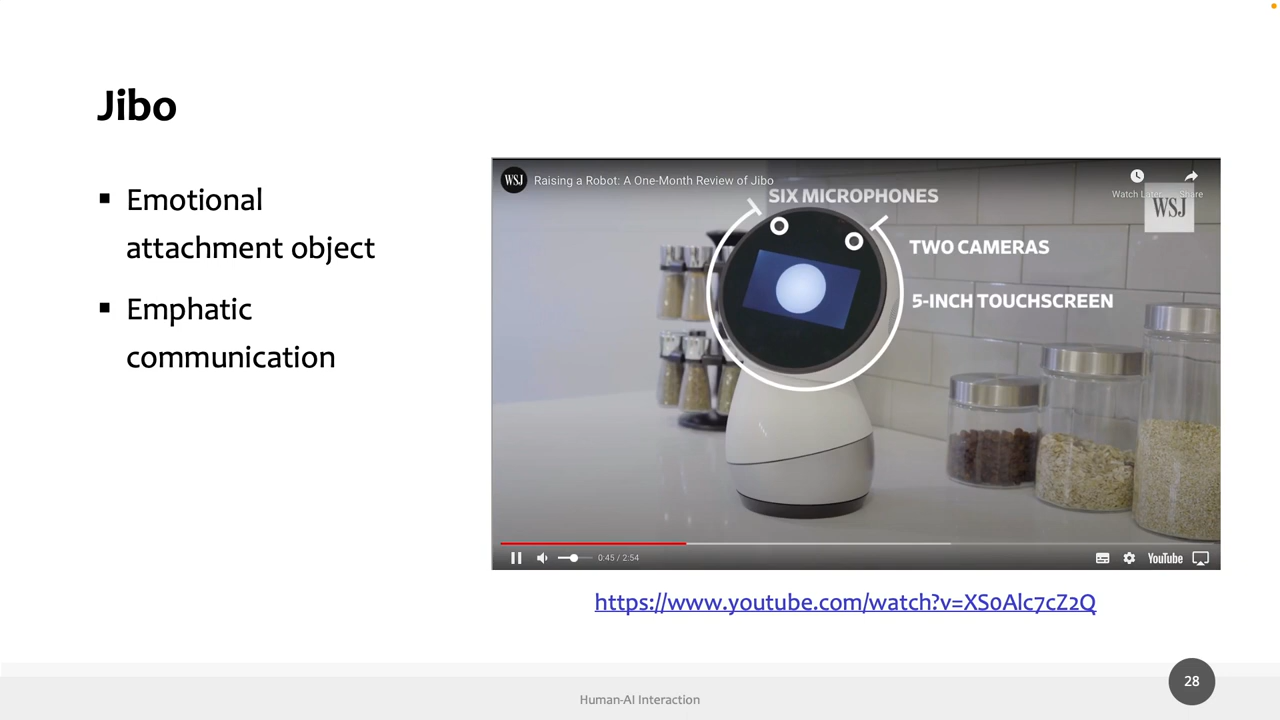 Jibo
▪ Emotional
attachment object
▪ Emphatic
communication
WSJ
Raising a Robot: A One-Month Review of Jibo
Watch Later
Share
WSJ
SIX MICROPHONES
TWO CAMERAS
5-INCH TOUCHSCREEN
0:45 / 2:54
YouTube
https://www.youtube.com/watch?v=XS0Alc7cZ2Q
28
Human-AI Interaction